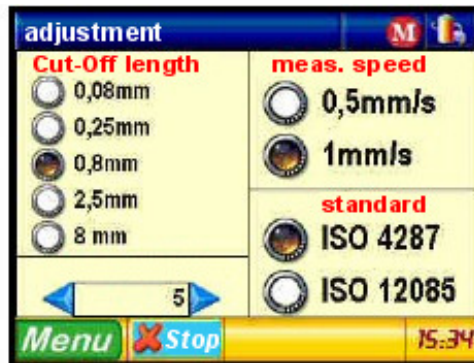 adjustment
M
Cut-Off length
0,08mm
0,25mm
0,8mm
2,5mm
8 mm
5
meas. speed
0,5mm/s
1mm/s
standard
ISO 4287
ISO 12085
Menu
Stop
15:34